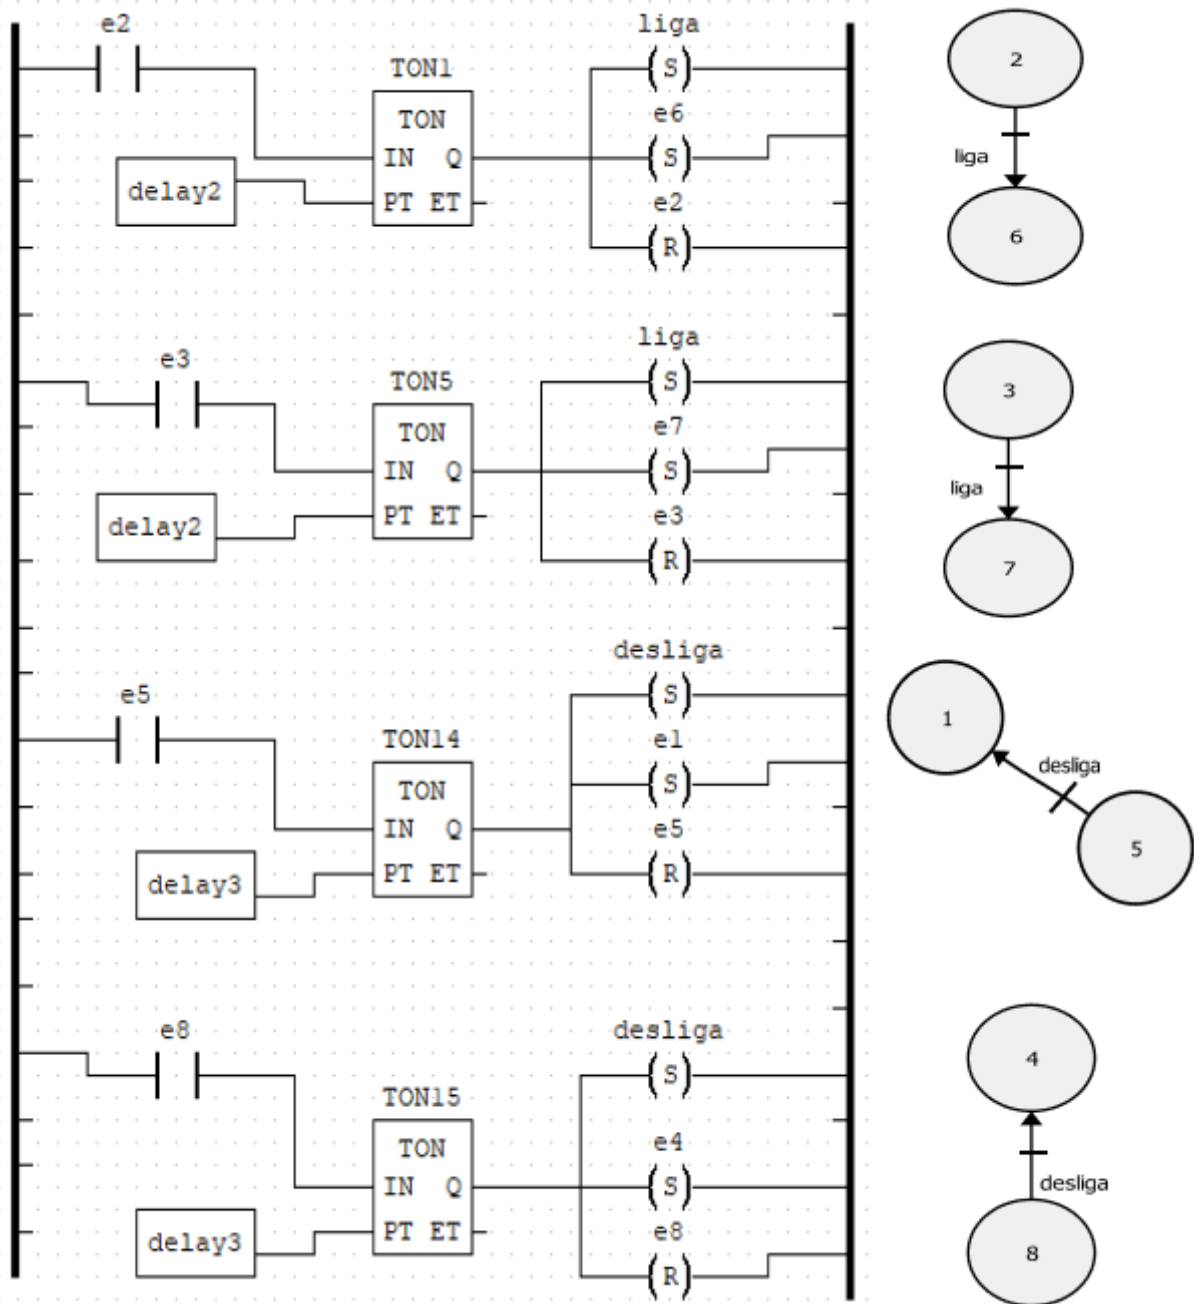 e2
liga
TON1
(S)
TON
e6
IN Q
(S)
delay2
PT ET
e2
(R)
2
liga
6
e3
liga
TON5
(S)
TON
e7
IN Q
(S)
delay2
PT ET
e3
(R)
3
liga
7
e5
desliga
TON14
(S)
TON
e1
IN Q
(S)
delay3
PT ET
e5
(R)
1
desliga
5
e8
desliga
TON15
(S)
TON
e4
IN Q
(S)
delay3
PT ET
e8
(R)
4
desliga
8